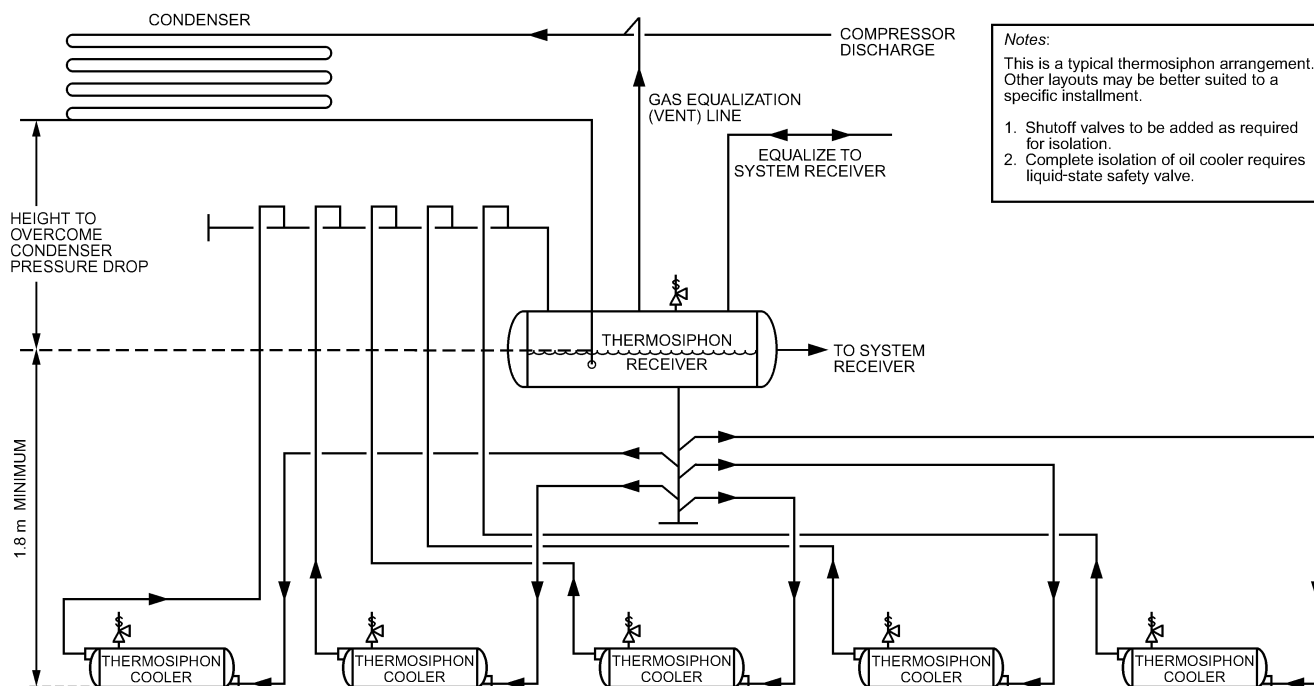 CONDENSER
COMPRESSOR
DISCHARGE
Notes:
This is a typical thermosiphon arrangement.
Other layouts may be better suited to a
specific installment.
1. Shutoff valves to be added as required
for isolation.
2. Complete isolation of oil cooler requires
liquid-state safety valve.
GAS EQUALIZATION
(VENT) LINE
EQUALIZE TO
SYSTEM RECEIVER
HEIGHT TO
OVERCOME
CONDENSER
PRESSURE DROP
S
THERMOSIPHON
RECEIVER
TO SYSTEM
RECEIVER
1.8 m MINIMUM
S
THERMOSIPHON
COOLER
S
THERMOSIPHON
COOLER
S
THERMOSIPHON
COOLER
S
THERMOSIPHON
COOLER
S
THERMOSIPHON
COOLER